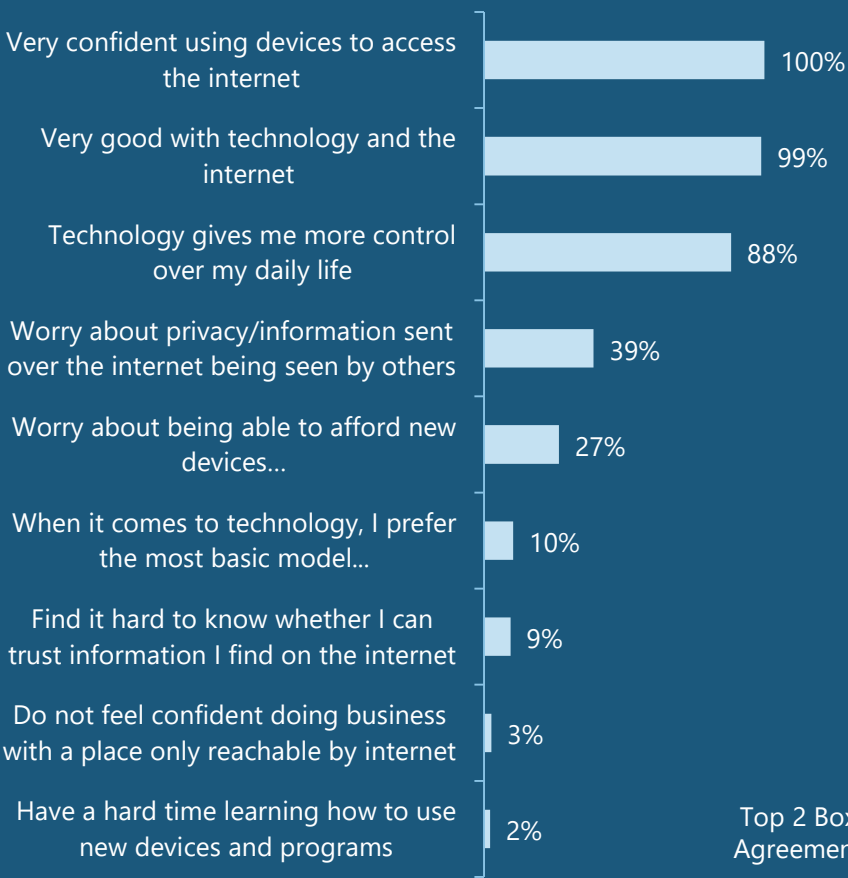 Very confident using devices to access
the internet
100%
Very good with technology and the
internet
99%
Technology gives me more control
over my daily life
88%
Worry about privacy/information sent
over the internet being seen by others
39%
Worry about being able to afford new
devices...
27%
When it comes to technology, I prefer
the most basic model...
10%
Find it hard to know whether I can
trust information I find on the internet
9%
Do not feel confident doing business
with a place only reachable by internet
3%
Have a hard time learning how to use
new devices and programs
2%
Top 2 Box
Agreemen